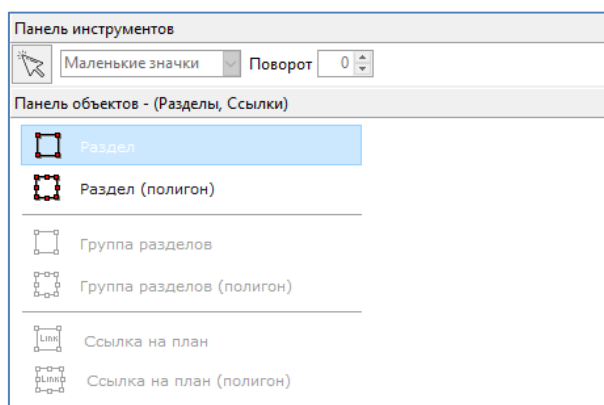 Панель инструментов
Маленькие значки Поворот 0
Панель объектов - (Разделы, Ссылки)
Раздел
Раздел (полигон)
Группа разделов
Группа разделов (полигон)
Link Ссылка на план
Link Ссылка на план (полигон)